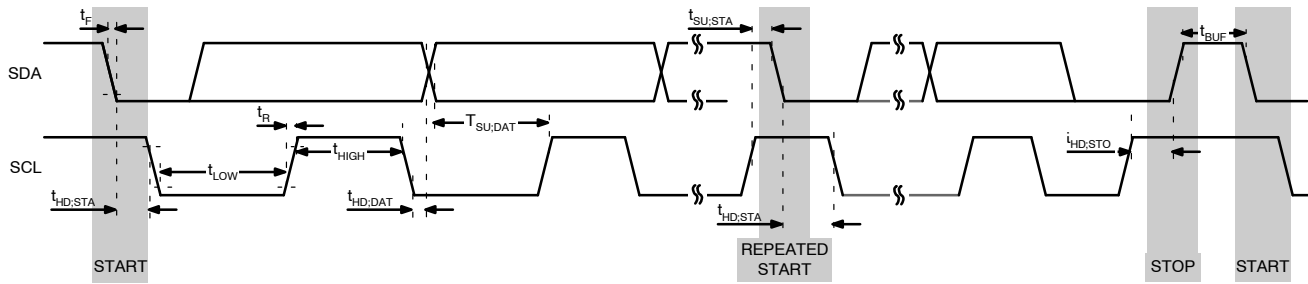 tF
tSU;STA
tBUF
SDA
tR
TSU;DAT
SCL
tHIGH
iHD;STO
tLOW
tHD;STA
tHD;DAT
tHD;STA
START
REPEATED
START
STOP
START